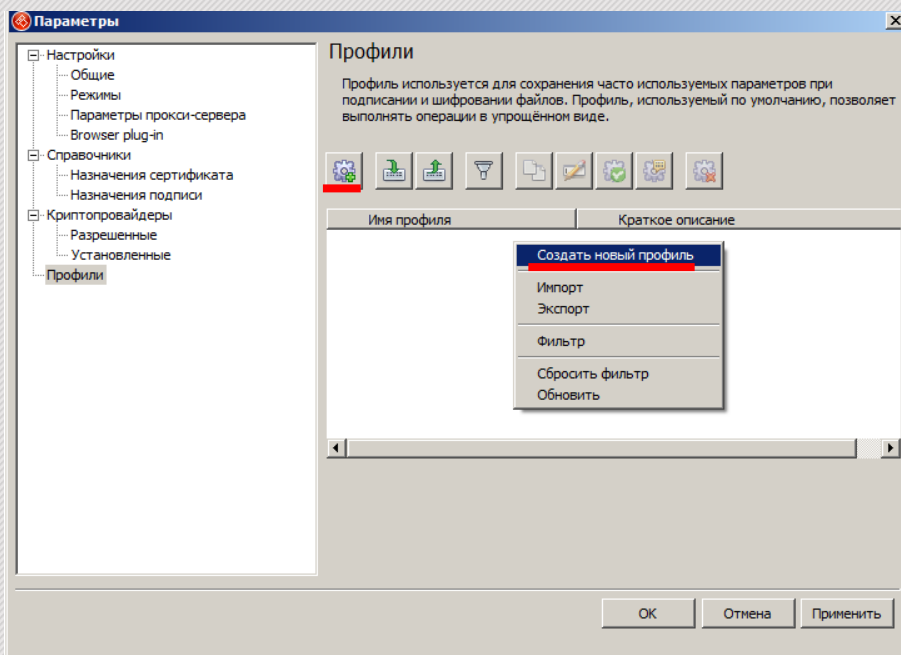 Параметры
Настройки
Общие
Режимы
Параметры прокси-сервера
Browser plug-in
Справочники
Назначения сертификата
Назначения подписи
Криптопровайдеры
Разрешенные
Установленные
Профили
Профили
Профиль используется для сохранения часто используемых параметров при
подписании и шифровании файлов. Профиль, используемый по умолчанию, позволяет
выполнять операции в упрощённом виде.
Имя профиля Краткое описание
Создать новый профиль
Импорт
Экспорт
Фильтр
Сбросить фильтр
Обновить
OK Отмена Применить